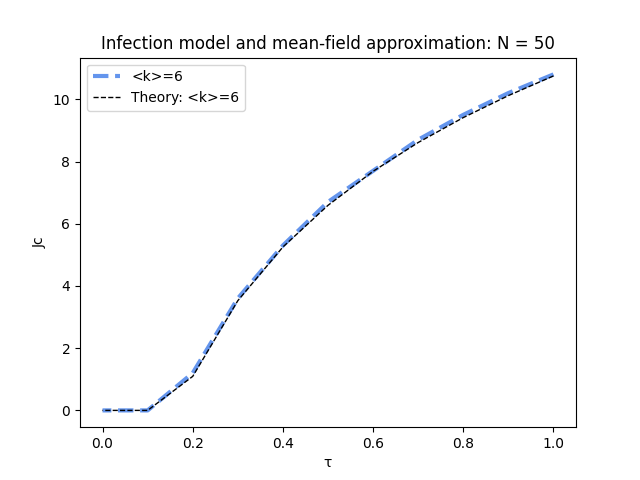 Infection model and mean-field approximation: N = 50
<k>=6
Theory: <k>=6
10
8
6
4
2
0
Jc
0.0 0.2 0.4 0.6 0.8 1.0
τ